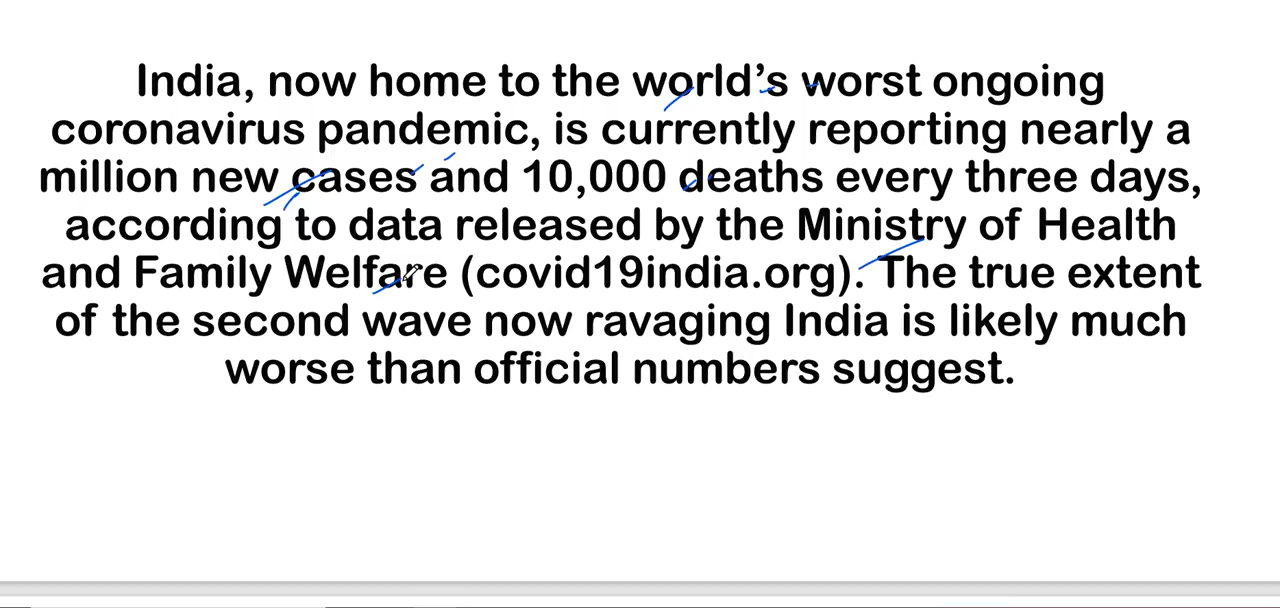 India, now home to the world’s worst ongoing
coronavirus pandemic, is currently reporting nearly a
million new cases and 10,000 deaths every three days,
according to data released by the Ministry of Health
and Family Welfare (covid19india.org). The true extent
of the second wave now ravaging India is likely much
worse than official numbers suggest.